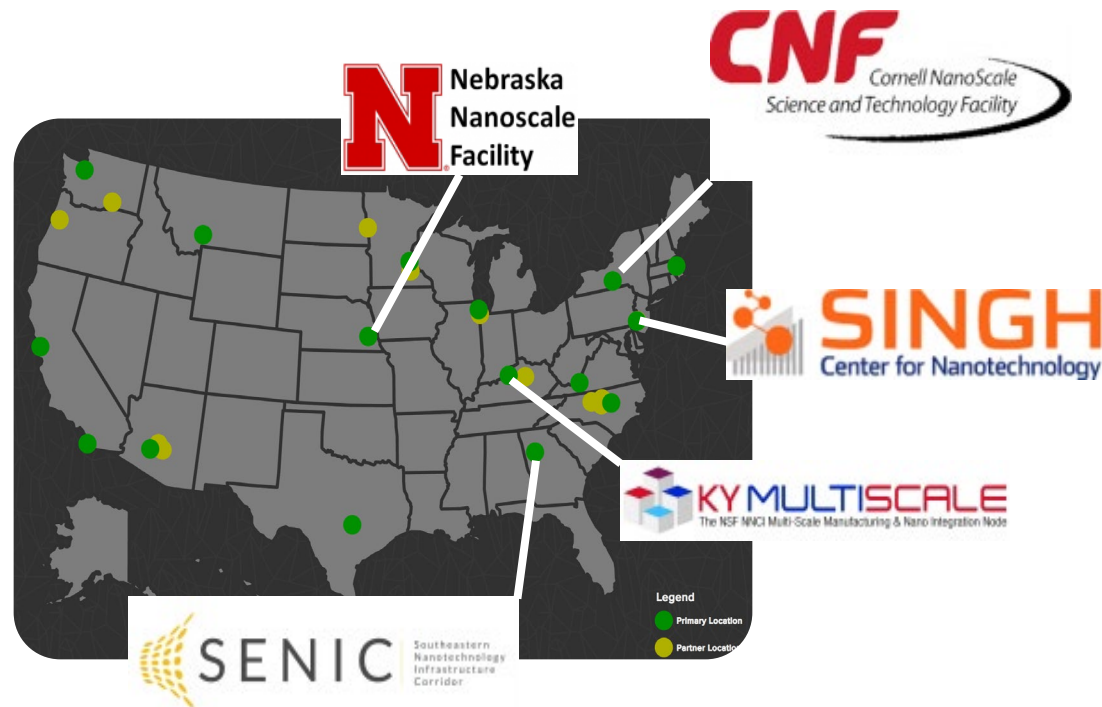 CNF
Cornell NanoScale
Science and Technology Facility
N
Nebraska
Nanoscale
Facility
SINGH
Center for Nanotechnology
KY MULTISCALE
The NSF NNCI Multi-Scale Manufacturing & Nano Integration Node
Legend
Primary Location
Partner Locatio
SENIC
Southeastern
Nanotechnology
Infrastructure
Corridor